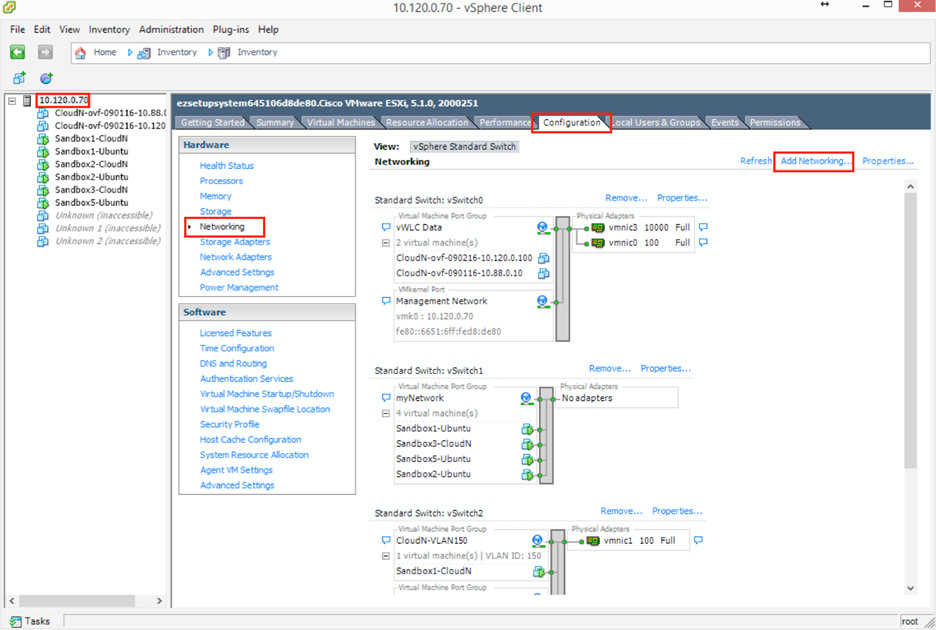 10.120.0.70 - vSphere Client
File Edit View Inventory Administration Plug-ins Help
Home Inventory Inventory
10.120.0.70
CloudN-ovf-090116-10.88.0
CloudN-ovf-090216-10.120
Sandbox1-CloudN
Sandbox1-Ubuntu
Sandbox2-CloudN
Sandbox2-Ubuntu
Sandbox3-CloudN
Sandbox5-Ubuntu
Unknown (inaccessible)
Unknown 1 (inaccessible)
Unknown 2 (inaccessible)
ezsetupsystem645106d8de80.Cisco VMware ESXi, 5.1.0, 2000251
Getting Started Summary Virtual Machines Resource Allocation Performance Configuration Local Users & Groups Events Permissions
Hardware
Health Status
Processors
Memory
Storage
Networking
Storage Adapters
Network Adapters
Advanced Settings
Power Management
Software
Licensed Features
Time Configuration
DNS and Routing
Authentication Services
Virtual Machine Startup/Shutdown
Virtual Machine Swapfile Location
Security Profile
Host Cache Configuration
System Resource Allocation
Agent VM Settings
Advanced Settings
View: vSphere Standard Switch
Networking
Refresh Add Networking... Properties...
Standard Switch: vSwitch0 Remove... Properties...
Virtual Machine Port Group
vWLC Data
2 virtual machine(s)
CloudN-ovf-090216-10.120.0.100
CloudN-ovf-090116-10.88.0.10
VMkernel Port
Management Network
vmk0 : 10.120.0.70
fe80::6651:6ff:fed8:de80
Physical Adapters
vmnic3 10000 Full
vmnic0 100 Full
Standard Switch: vSwitch1 Remove... Properties...
Virtual Machine Port Group
myNetwork
4 virtual machine(s)
Sandbox1-Ubuntu
Sandbox3-CloudN
Sandbox5-Ubuntu
Sandbox2-Ubuntu
Physical Adapters
No adapters
Standard Switch: vSwitch2 Remove... Properties...
Virtual Machine Port Group
CloudN-VLAN150
1 virtual machine(s) | VLAN ID: 150
Sandbox1-CloudN
Virtual Machine Port Group
Physical Adapters
vmnic1 100 Full
Tasks
root